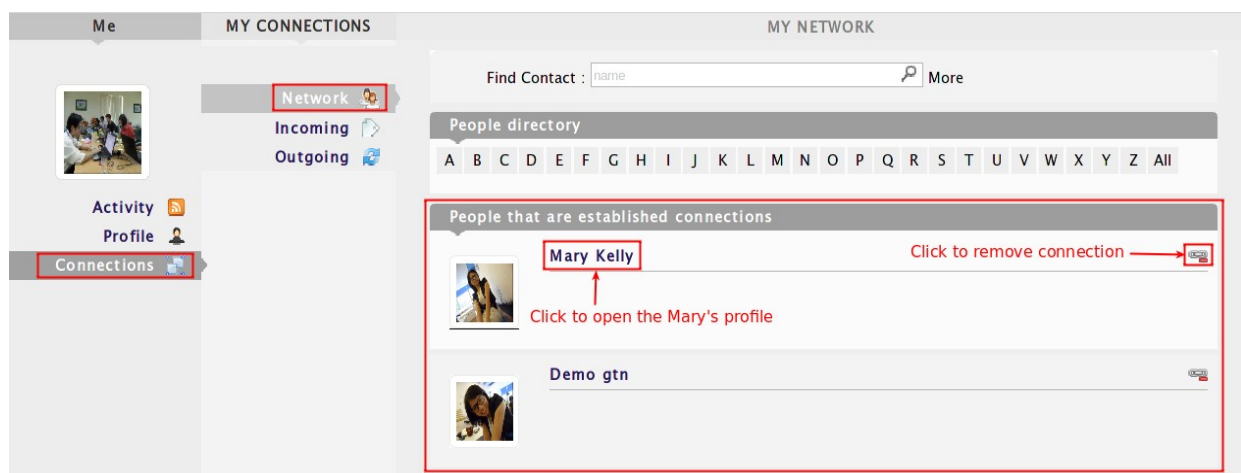 Me
MY CONNECTIONS
MY NETWORK
Find Contact : name More
Network
Incoming
Outgoing
People directory
A B C D E F G H I J K L M N O P Q R S T U V W X Y Z All
Activity
Profile
Connections
People that are established connections
Mary Kelly
Click to remove connection
Click to open the Mary's profile
Demo gtn